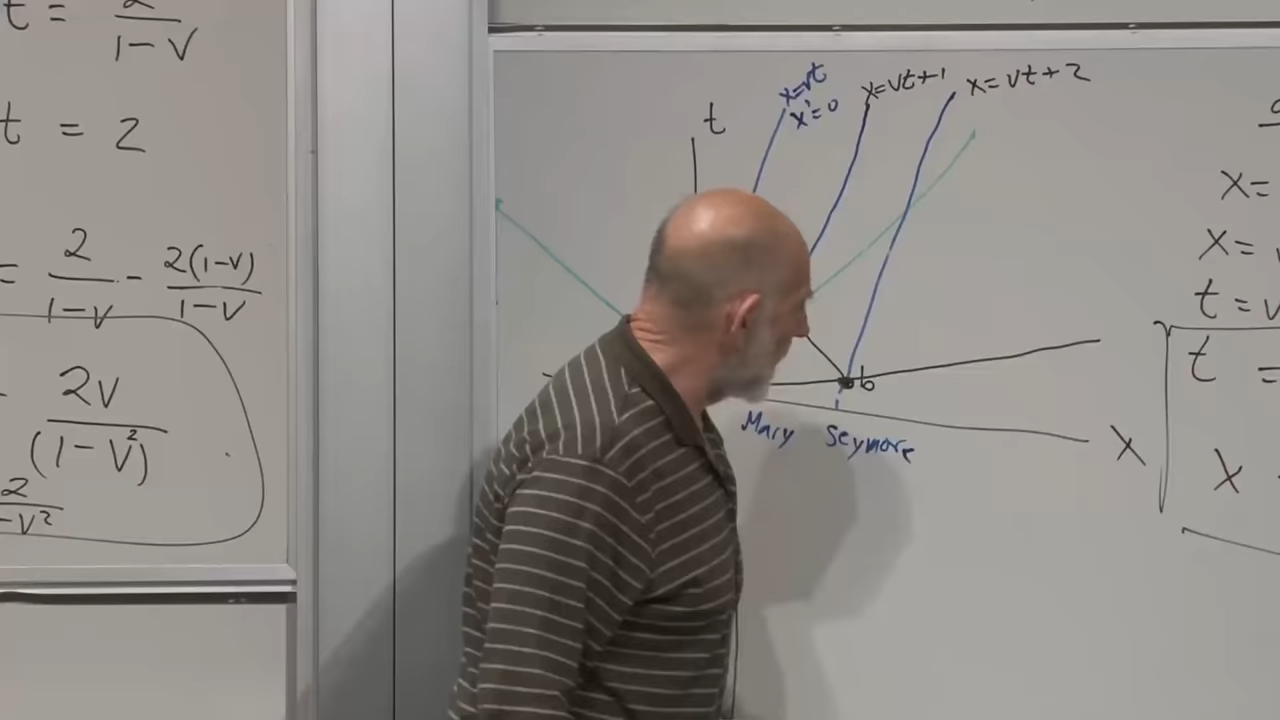 t = 2
1 - V
t = 2
= 2 - 2(1-V)
1-V 1-V
2V
(1-V²)
2
-V²
t
x=vt
x'=0
x=vt+1
x=vt+2
b
Mary Seymore
X
x=
x=
t=
t =
X